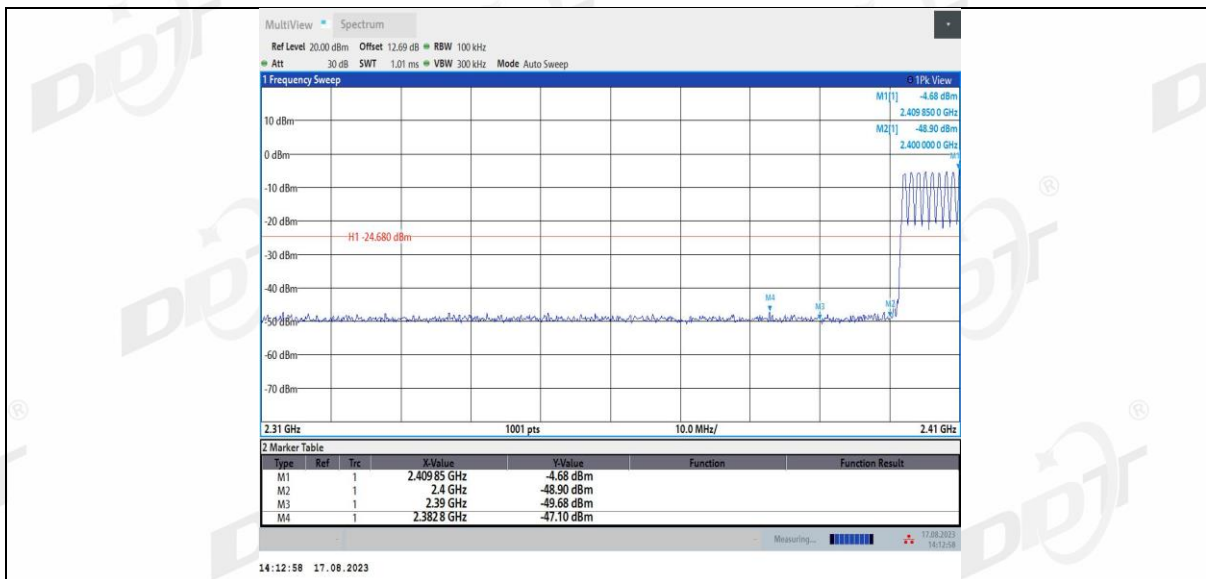 MultiView Spectrum
Ref Level 20.00 dBm Offset 12.69 dB RBW 100 kHz
Att 30 dB SWT 1.01 ms VBW 300 kHz Mode Auto Sweep
1 Frequency Sweep 1Pk View
M1[1] -4.68 dBm
2.409 850 0 GHz
M2[1] -48.90 dBm
2.400 000 0 GHz
M1
10 dBm
0 dBm
-10 dBm
-20 dBm
H1 -24.680 dBm
-30 dBm
-40 dBm
M4 M3 M2
-50 dBm
-60 dBm
-70 dBm
2.31 GHz 1001 pts 10.0 MHz/ 2.41 GHz
2 Marker Table
Type Ref Trc X-Value Y-Value Function Function Result
M1 1 2.409 85 GHz -4.68 dBm
M2 1 2.4 GHz -48.90 dBm
M3 1 2.39 GHz -49.68 dBm
M4 1 2.382 8 GHz -47.10 dBm
Measuring... 17.08.2023
14:12:58
14:12:58 17.08.2023
DDT
®